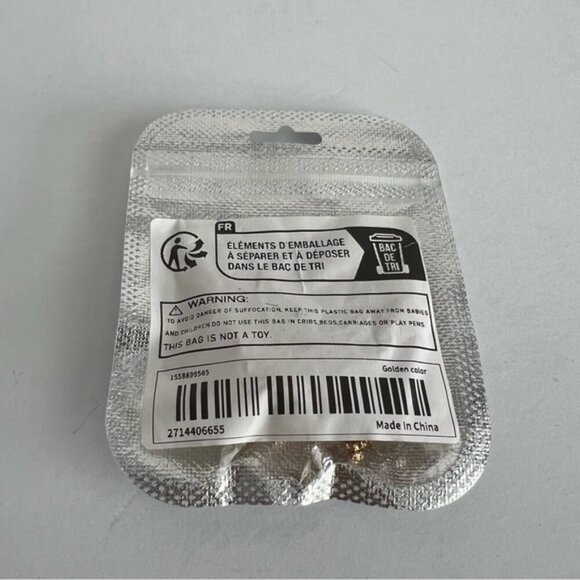 FR
ÉLÉMENTS D'EMBALLAGE
À SÉPARER ET À DÉPOSER
DANS LE BAC DE TRI
BAC
DE
TRI
WARNING:
TO AVOID DANGER OF SUFFOCATION, KEEP THIS PLASTIC BAG AWAY FROM BABIES
AND CHILDREN DO NOT USE THIS BAG IN CRIBS,BEDS,CARRIAGES OR PLAY PENS.
THIS BAG IS NOT A TOY.
1558899565
Golden color
2714406655
Made In China